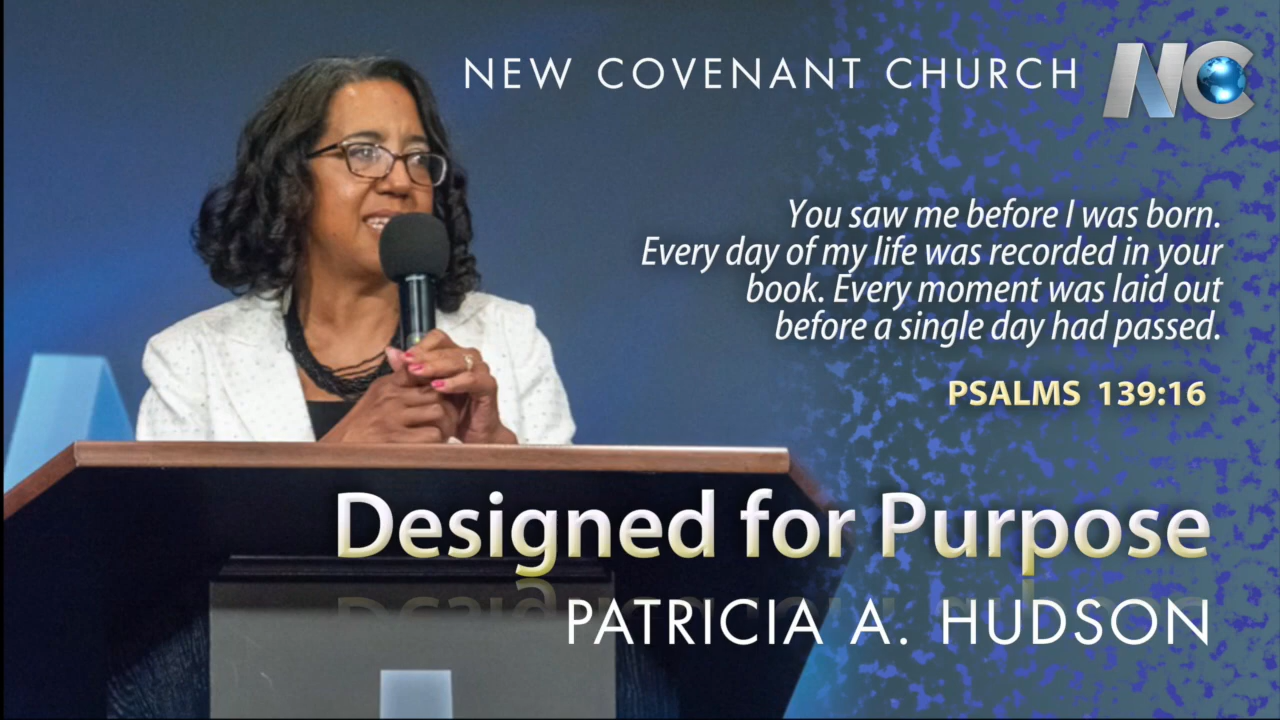 NEW COVENANT CHURCH NC
You saw me before I was born.
Every day of my life was recorded in your
book. Every moment was laid out
before a single day had passed.
PSALMS 139:16
Designed for Purpose
PATRICIA A. HUDSON